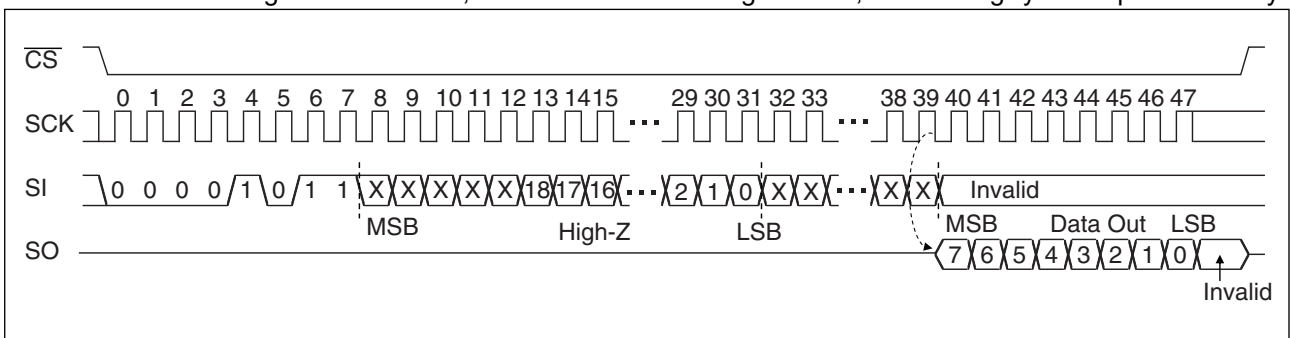 CS
0 1 2 3 4 5 6 7 8 9 10 11 12 13 14 15 29 30 31 32 33 38 39 40 41 42 43 44 45 46 47
SCK
SI 0 0 0 0 1 0 1 1 X X X X X 18 17 16 2 1 0 X X X X Invalid
MSB High-Z LSB MSB Data Out LSB
SO 7 6 5 4 3 2 1 0
Invalid